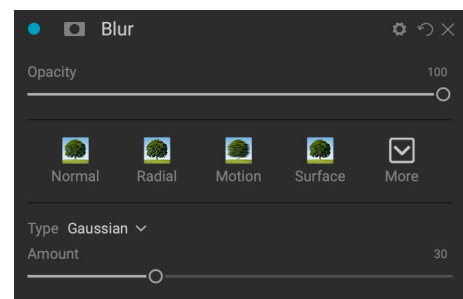 Blur
Opacity 100
Normal Radial Motion Surface More
Type Gaussian
Amount 30